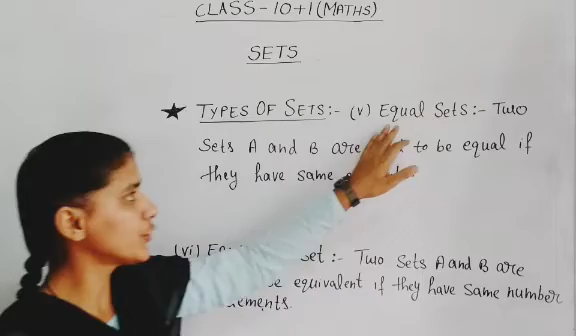 CLASS - 10+1 (MATHS)
SETS
★ TYPES OF SETS:- (v) Equal Sets:- Two
Sets A and B are to be equal if
they have same
(vi) Set :- Two Sets A and B are
equivalent if they have same number